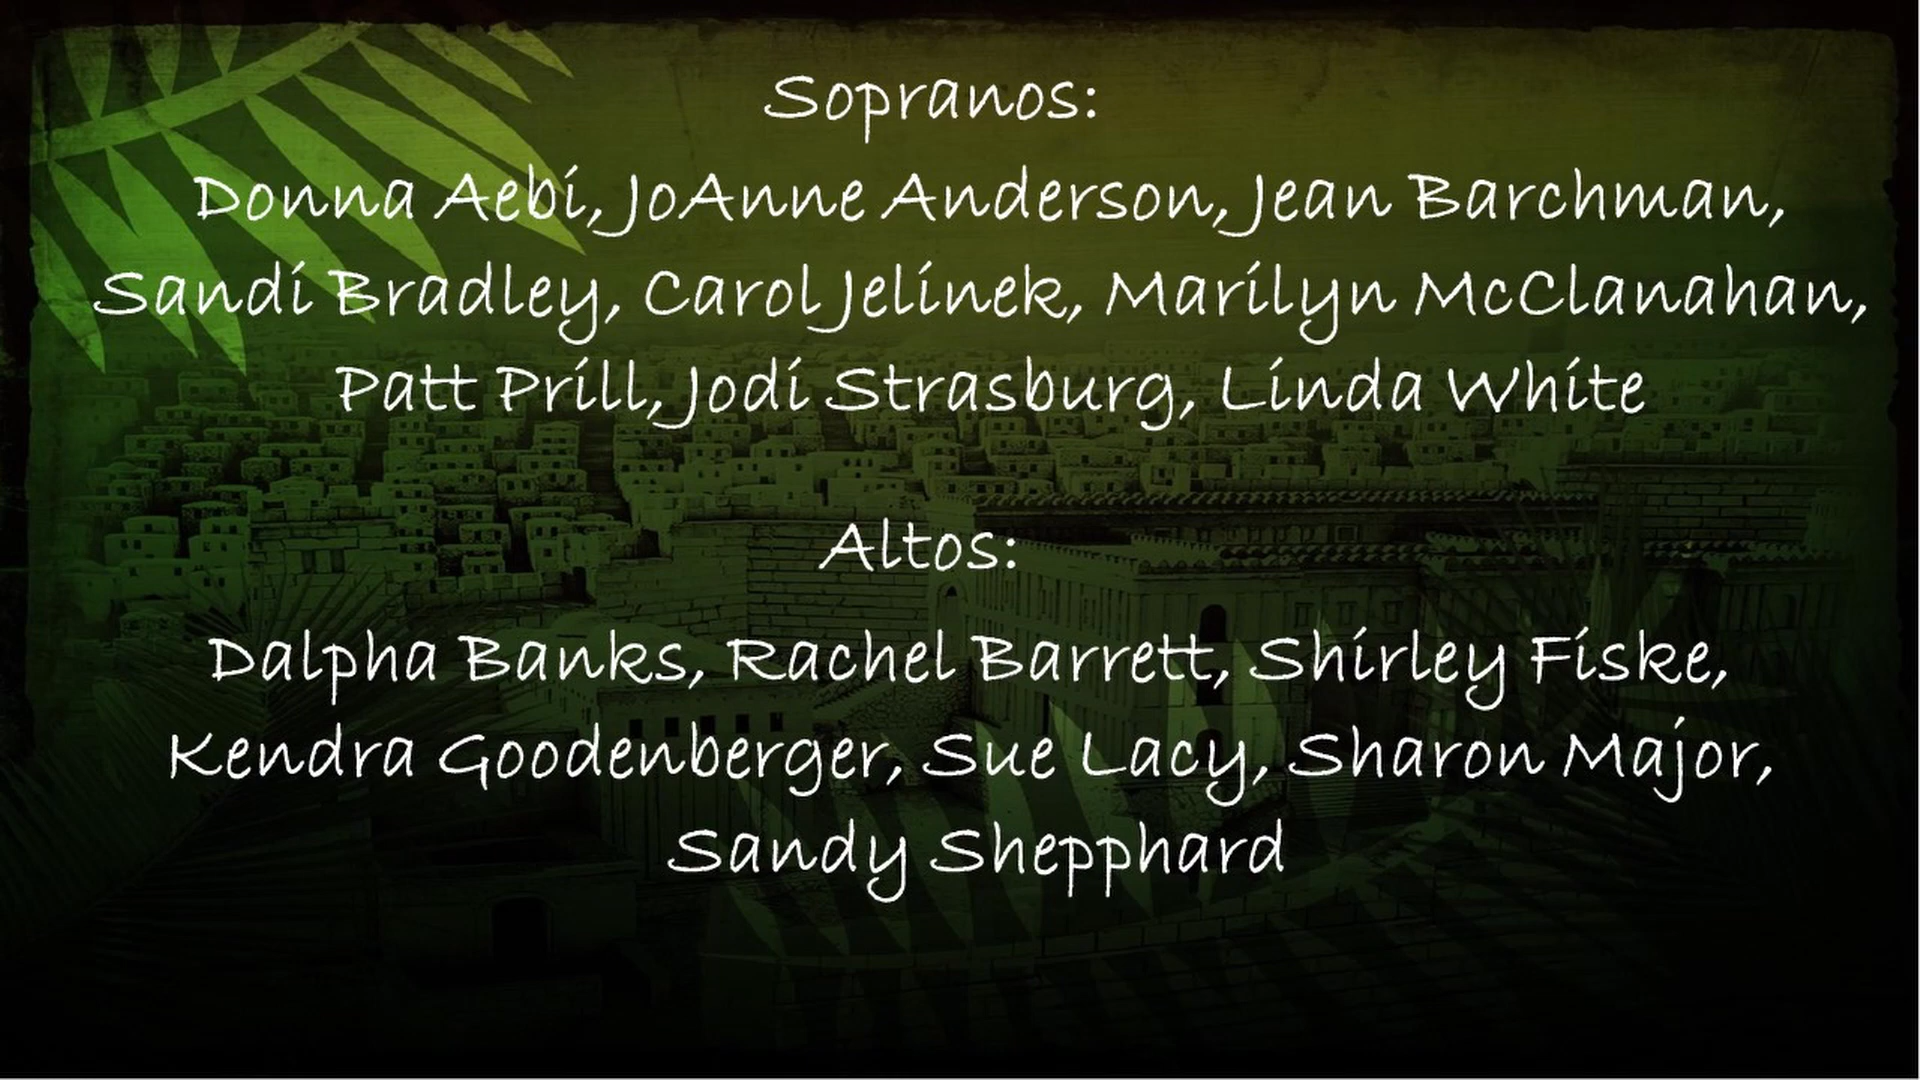 Sopranos:
Donna Aebi, JoAnne Anderson, Jean Barchman,
Sandi Bradley, Carol Jelinek, Marilyn McClanahan,
Patt Prill, Jodi Strasburg, Linda White
Altos:
Dalpha Banks, Rachel Barrett, Shirley Fiske,
Kendra Goodenberger, Sue Lacy, Sharon Major,
Sandy Shepphard